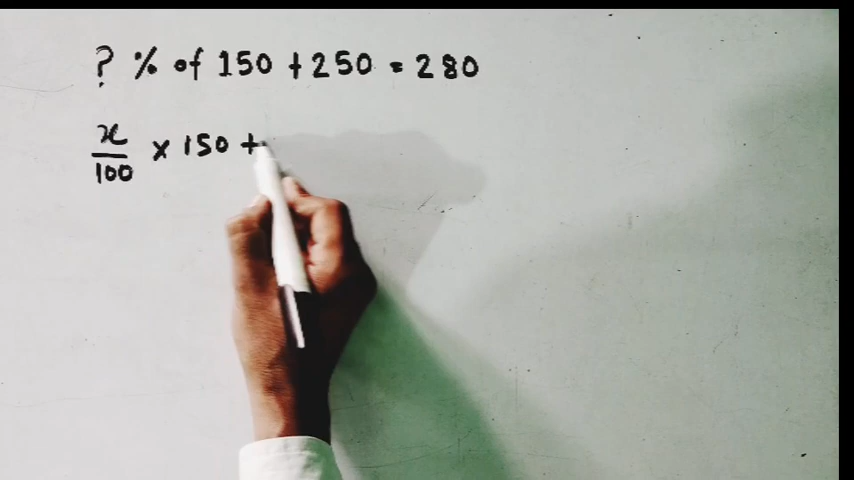 ? % of 150 + 250 = 280
x/100 × 150 +